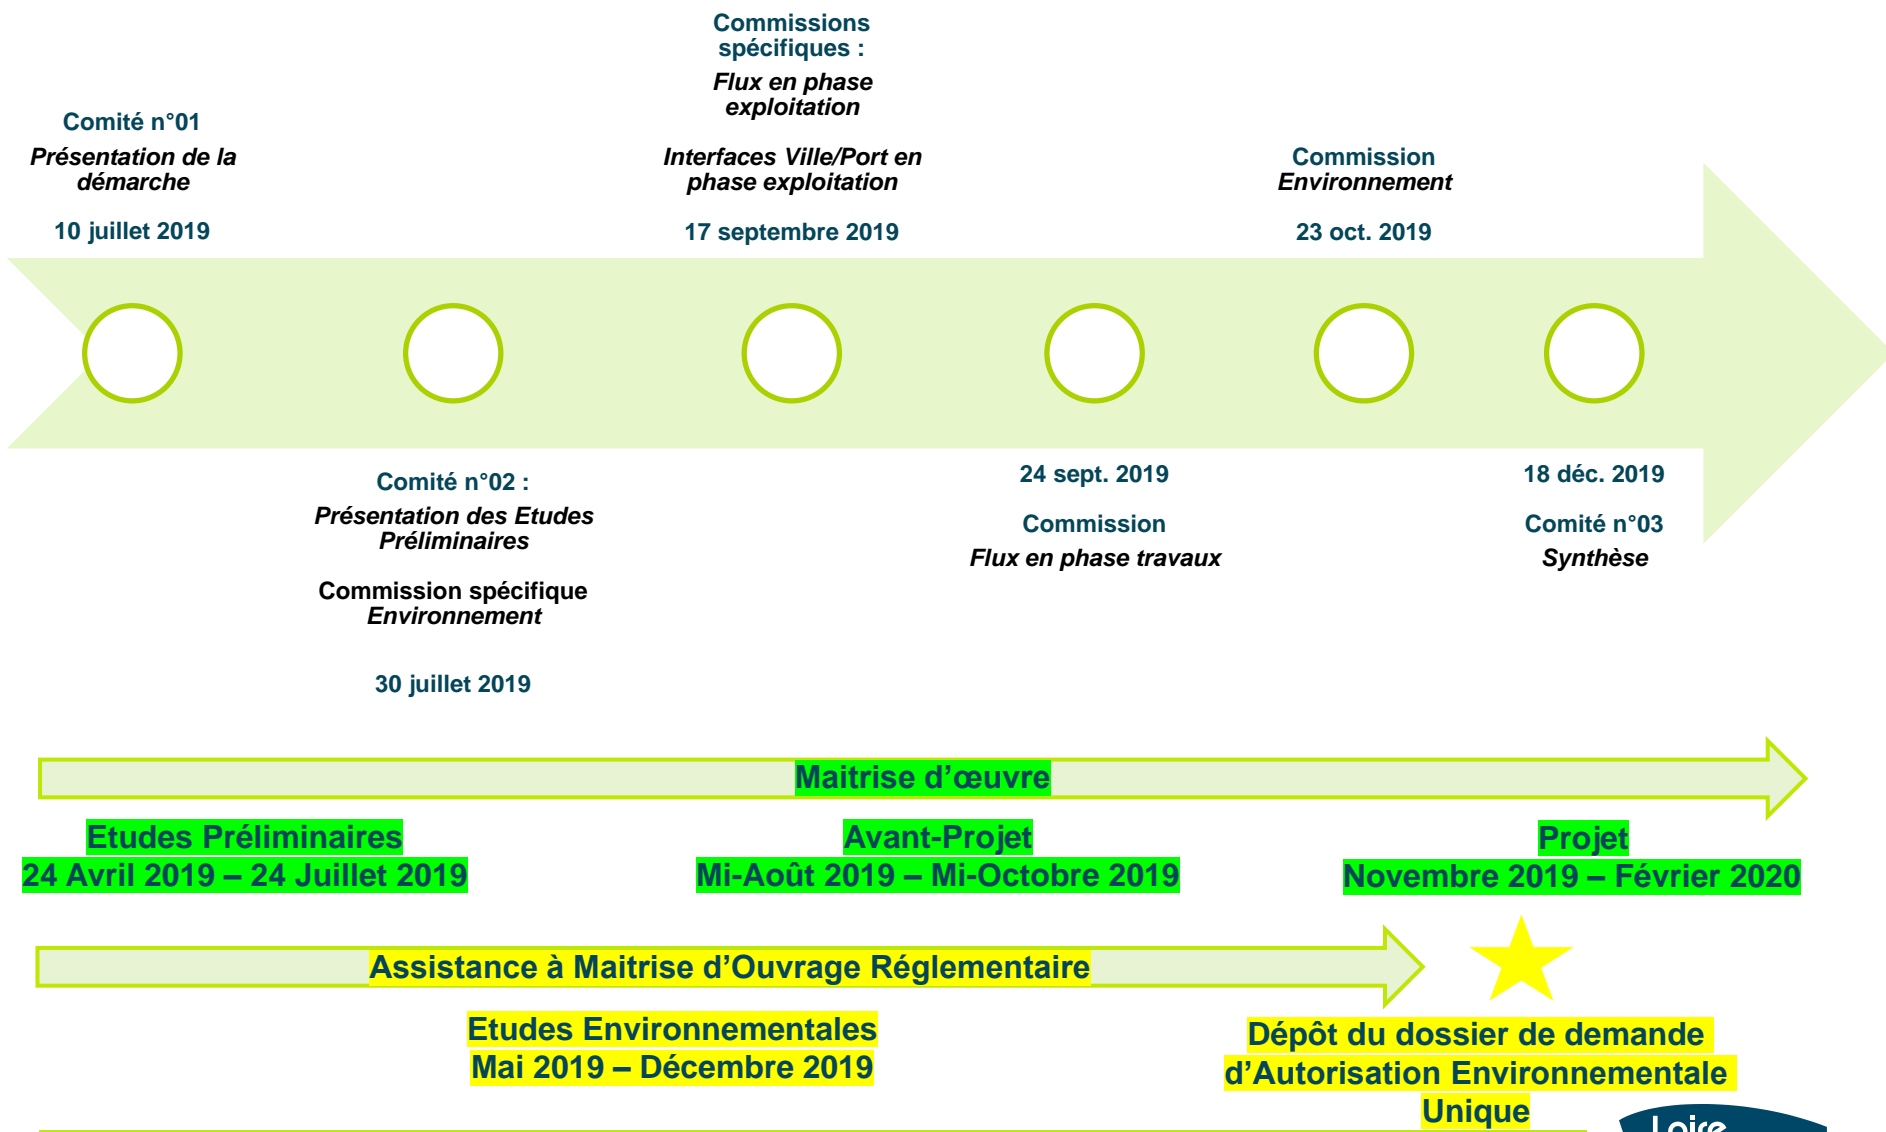 Commissions
spécifiques :
Flux en phase
exploitation
Comité n°01
Présentation de la
démarche
Interfaces Ville/Port en
phase exploitation
Commission
Environnement
10 juillet 2019
17 septembre 2019
23 oct. 2019
Comité n°02 :
Présentation des Etudes
Préliminaires
Commission spécifique
Environnement
30 juillet 2019
24 sept. 2019
Commission
Flux en phase travaux
18 déc. 2019
Comité n°03
Synthèse
Maitrise d’œuvre
Etudes Préliminaires
24 Avril 2019 – 24 Juillet 2019
Avant-Projet
Mi-Août 2019 – Mi-Octobre 2019
Projet
Novembre 2019 – Février 2020
Assistance à Maitrise d’Ouvrage Réglementaire
Etudes Environnementales
Mai 2019 – Décembre 2019
Dépôt du dossier de demande
d’Autorisation Environnementale
Unique
Loire